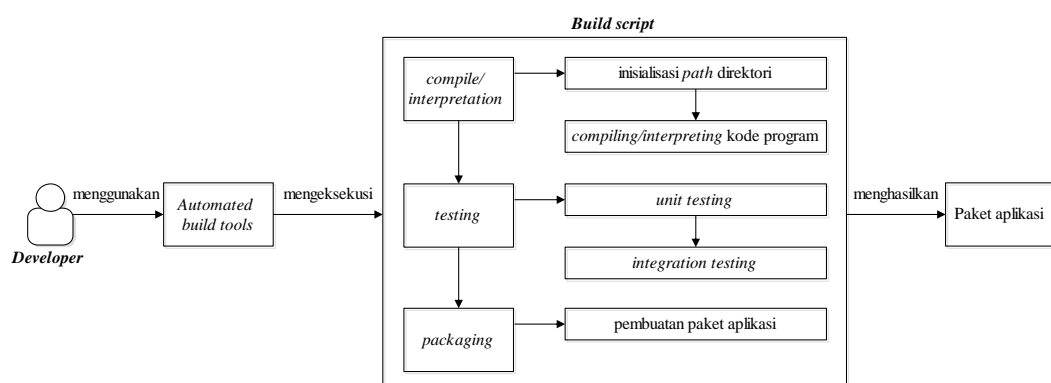 Build script
compile/
interpretation
inisialisasi path direktori
compiling/interpreting kode program
menggunakan
Automated
build tools
mengeksekusi
testing
unit testing
integration testing
menghasilkan
Paket aplikasi
Developer
packaging
pembuatan paket aplikasi